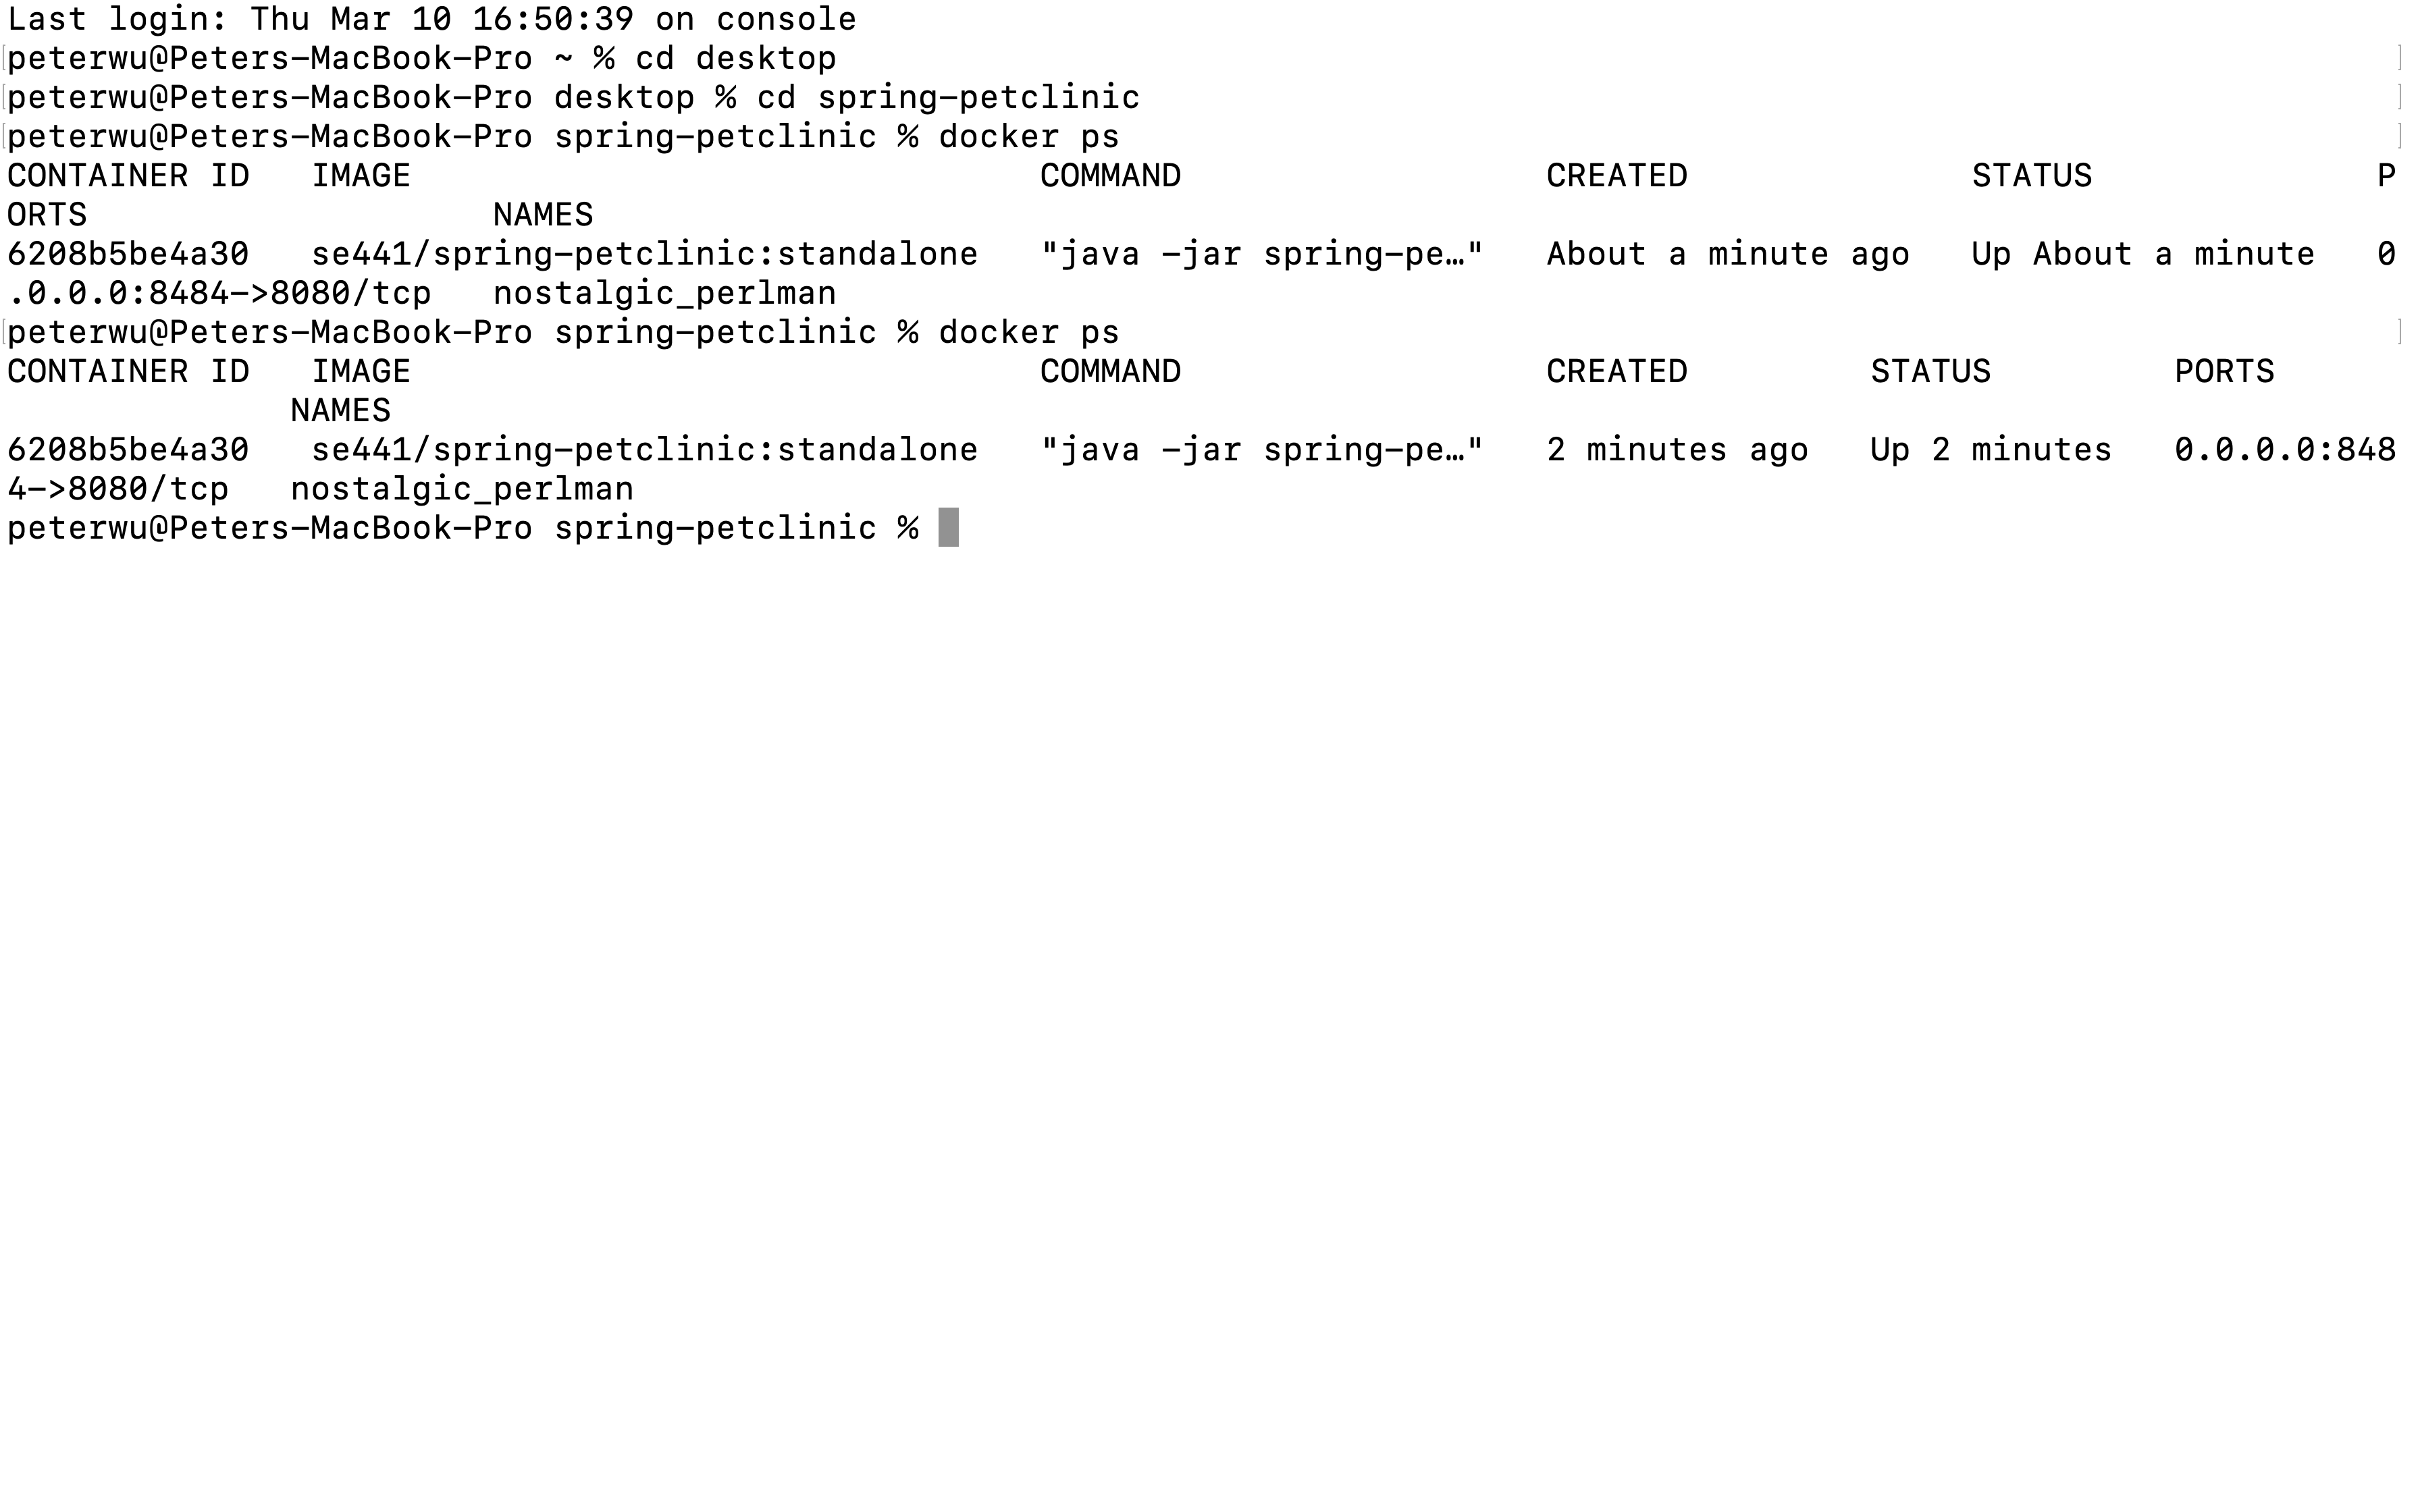 Last login: Thu Mar 10 16:50:39 on console
[peterwu@Peters-MacBook-Pro ~ % cd desktop ]
[peterwu@Peters-MacBook-Pro desktop % cd spring-petclinic ]
[peterwu@Peters-MacBook-Pro spring-petclinic % docker ps ]
CONTAINER ID   IMAGE                               COMMAND                  CREATED              STATUS              P
ORTS                    NAMES
6208b5be4a30   se441/spring-petclinic:standalone   "java -jar spring-pe…"   About a minute ago   Up About a minute   0
.0.0.0:8484->8080/tcp   nostalgic_perlman
[peterwu@Peters-MacBook-Pro spring-petclinic % docker ps ]
CONTAINER ID   IMAGE                               COMMAND                  CREATED         STATUS         PORTS
              NAMES
6208b5be4a30   se441/spring-petclinic:standalone   "java -jar spring-pe…"   2 minutes ago   Up 2 minutes   0.0.0.0:848
4->8080/tcp   nostalgic_perlman
peterwu@Peters-MacBook-Pro spring-petclinic %